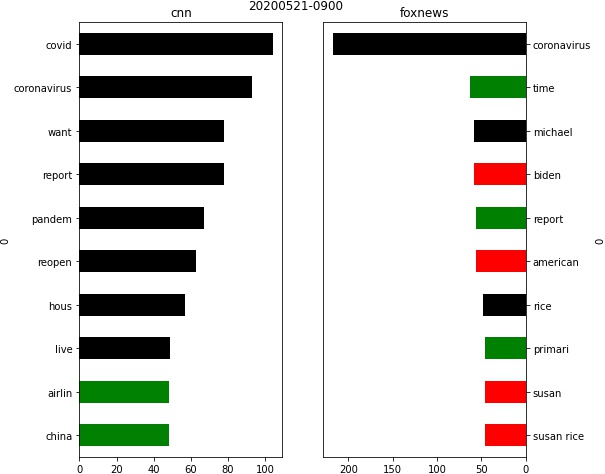 20200521-0900
cnn
foxnews
covid
coronavirus
want
report
pandem
reopen
hous
live
airlin
china
0
0 20 40 60 80 100
coronavirus
time
michael
biden
report
american
rice
primari
susan
susan rice
0
200 150 100 50 0